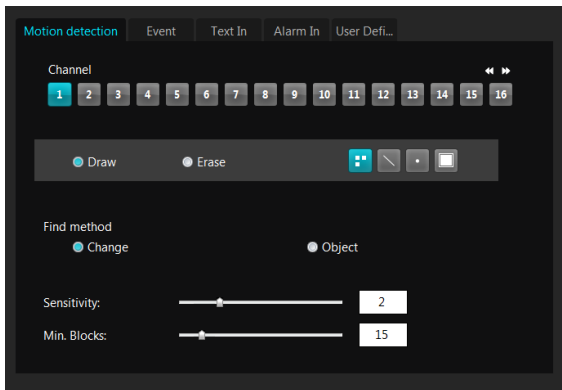 Motion detection Event Text In Alarm In User Defi...
Channel
1 2 3 4 5 6 7 8 9 10 11 12 13 14 15 16
Draw Erase
Find method
Change Object
Sensitivity: 2
Min. Blocks: 15